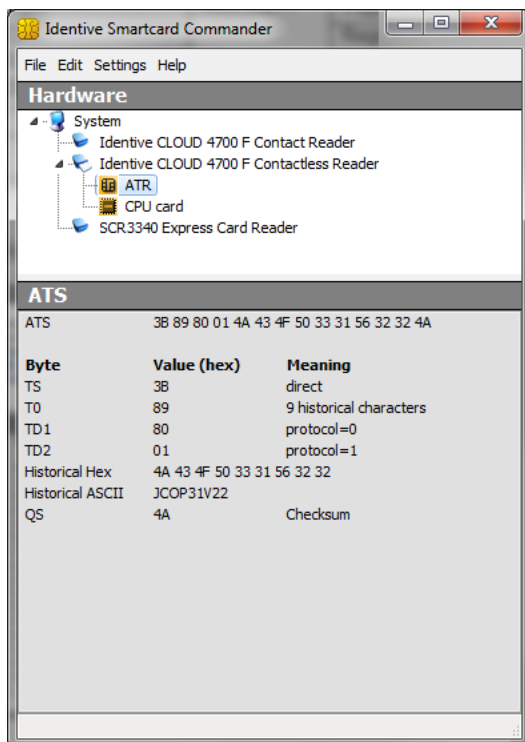 Identive Smartcard Commander
File Edit Settings Help
Hardware
System
Identive CLOUD 4700 F Contact Reader
Identive CLOUD 4700 F Contactless Reader
ATR
CPU card
SCR3340 Express Card Reader
ATS
ATS 3B 89 80 01 4A 43 4F 50 33 31 56 32 32 4A
Byte Value (hex) Meaning
TS 3B direct
T0 89 9 historical characters
TD1 80 protocol=0
TD2 01 protocol=1
Historical Hex 4A 43 4F 50 33 31 56 32 32
Historical ASCII JCOP31V22
QS 4A Checksum